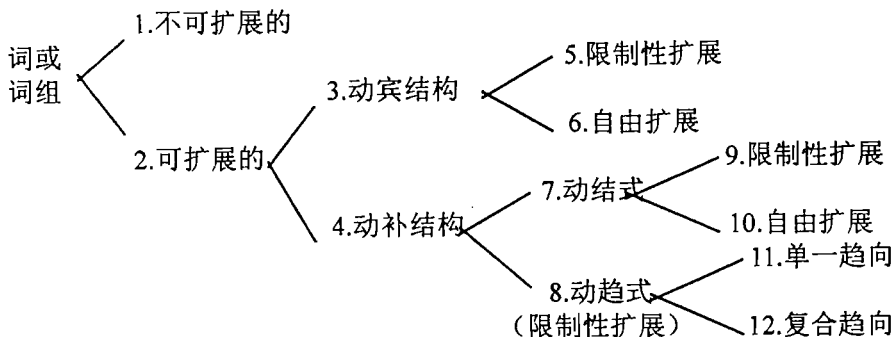 词或
词组
1.不可扩展的
2.可扩展的
3.动宾结构
4.动补结构
5.限制性扩展
6.自由扩展
7.动结式
8.动趋式
（限制性扩展）
9.限制性扩展
10.自由扩展
11.单一趋向
12.复合趋向